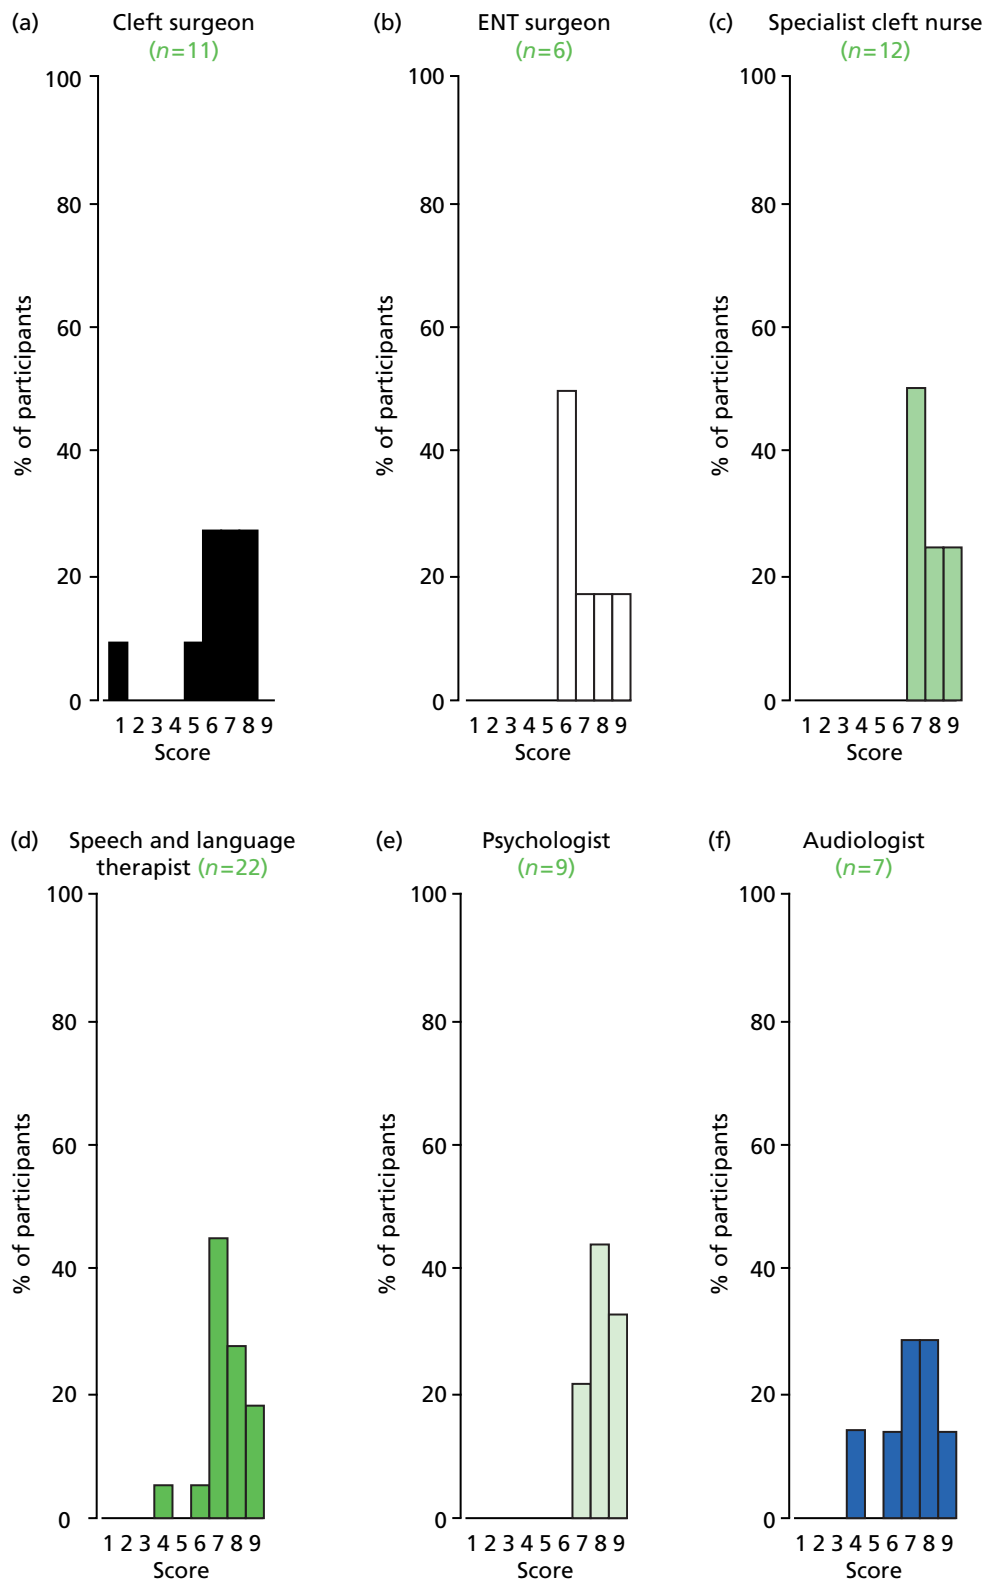 (a) Cleft surgeon
(n=11)
100
80
60
40
20
0
% of participants
1 2 3 4 5 6 7 8 9
Score
(b) ENT surgeon
(n=6)
100
80
60
40
20
0
% of participants
1 2 3 4 5 6 7 8 9
Score
(c) Specialist cleft nurse
(n=12)
100
80
60
40
20
0
% of participants
1 2 3 4 5 6 7 8 9
Score
(d) Speech and language
therapist (n=22)
100
80
60
40
20
0
% of participants
1 2 3 4 5 6 7 8 9
Score
(e) Psychologist
(n=9)
100
80
60
40
20
0
% of participants
1 2 3 4 5 6 7 8 9
Score
(f) Audiologist
(n=7)
100
80
60
40
20
0
% of participants
1 2 3 4 5 6 7 8 9
Score